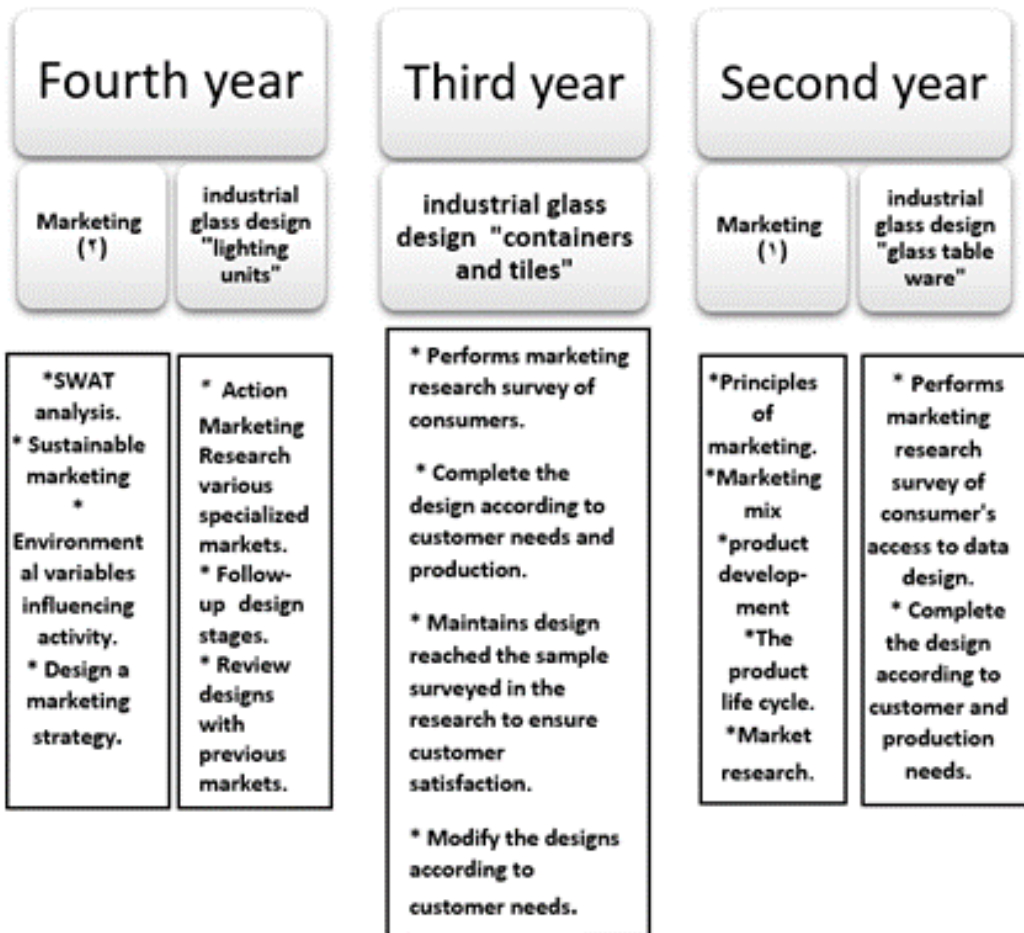 Fourth year
Marketing
(٢)
industrial
glass design
"lighting
units"
*SWAT
analysis.
* Sustainable
marketing
*
Environment
al variables
influencing
activity.
* Design a
marketing
strategy.
* Action
Marketing
Research
various
specialized
markets.
* Follow-
up design
stages.
* Review
designs
with
previous
markets.
Third year
industrial glass
design "containers
and tiles"
* Performs marketing
research survey of
consumers.
* Complete the
design according to
customer needs and
production.
* Maintains design
reached the sample
surveyed in the
research to ensure
customer
satisfaction.
* Modify the designs
according to
customer needs.
Second year
Marketing
(١)
industrial
glass design
"glass table
ware"
*Principles
of
marketing.
*Marketing
mix
*product
develop-
ment
*The
product
life cycle.
*Market
research.
* Performs
marketing
research
survey of
consumer's
access to data
design.
* Complete
the design
according to
customer and
production
needs.